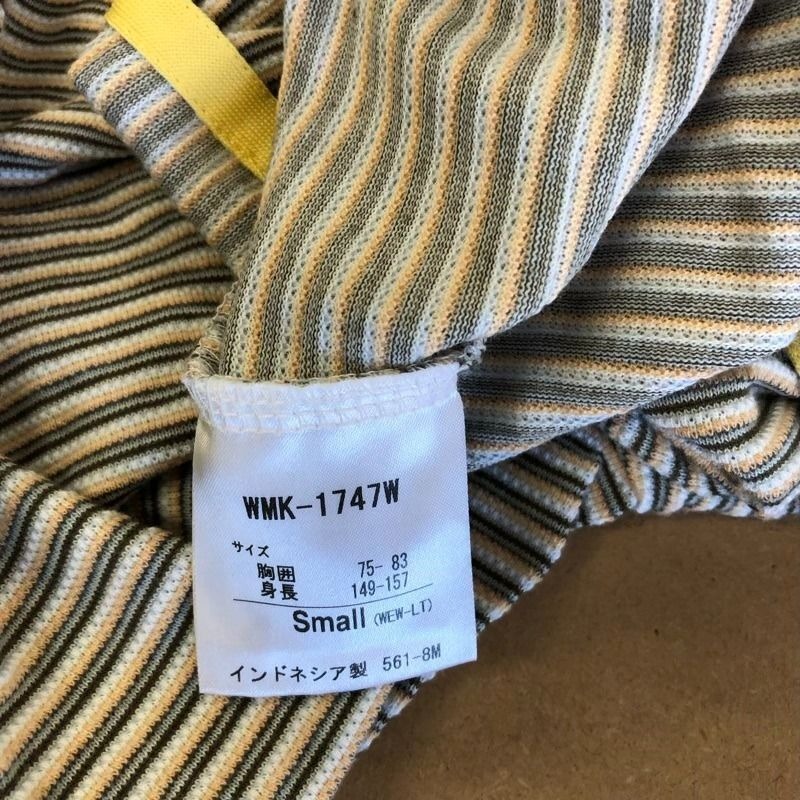 WMK-1747W
サイズ
胸囲 75- 83
身長 149-157
Small (WEW-LT)
インドネシア製 561-8M